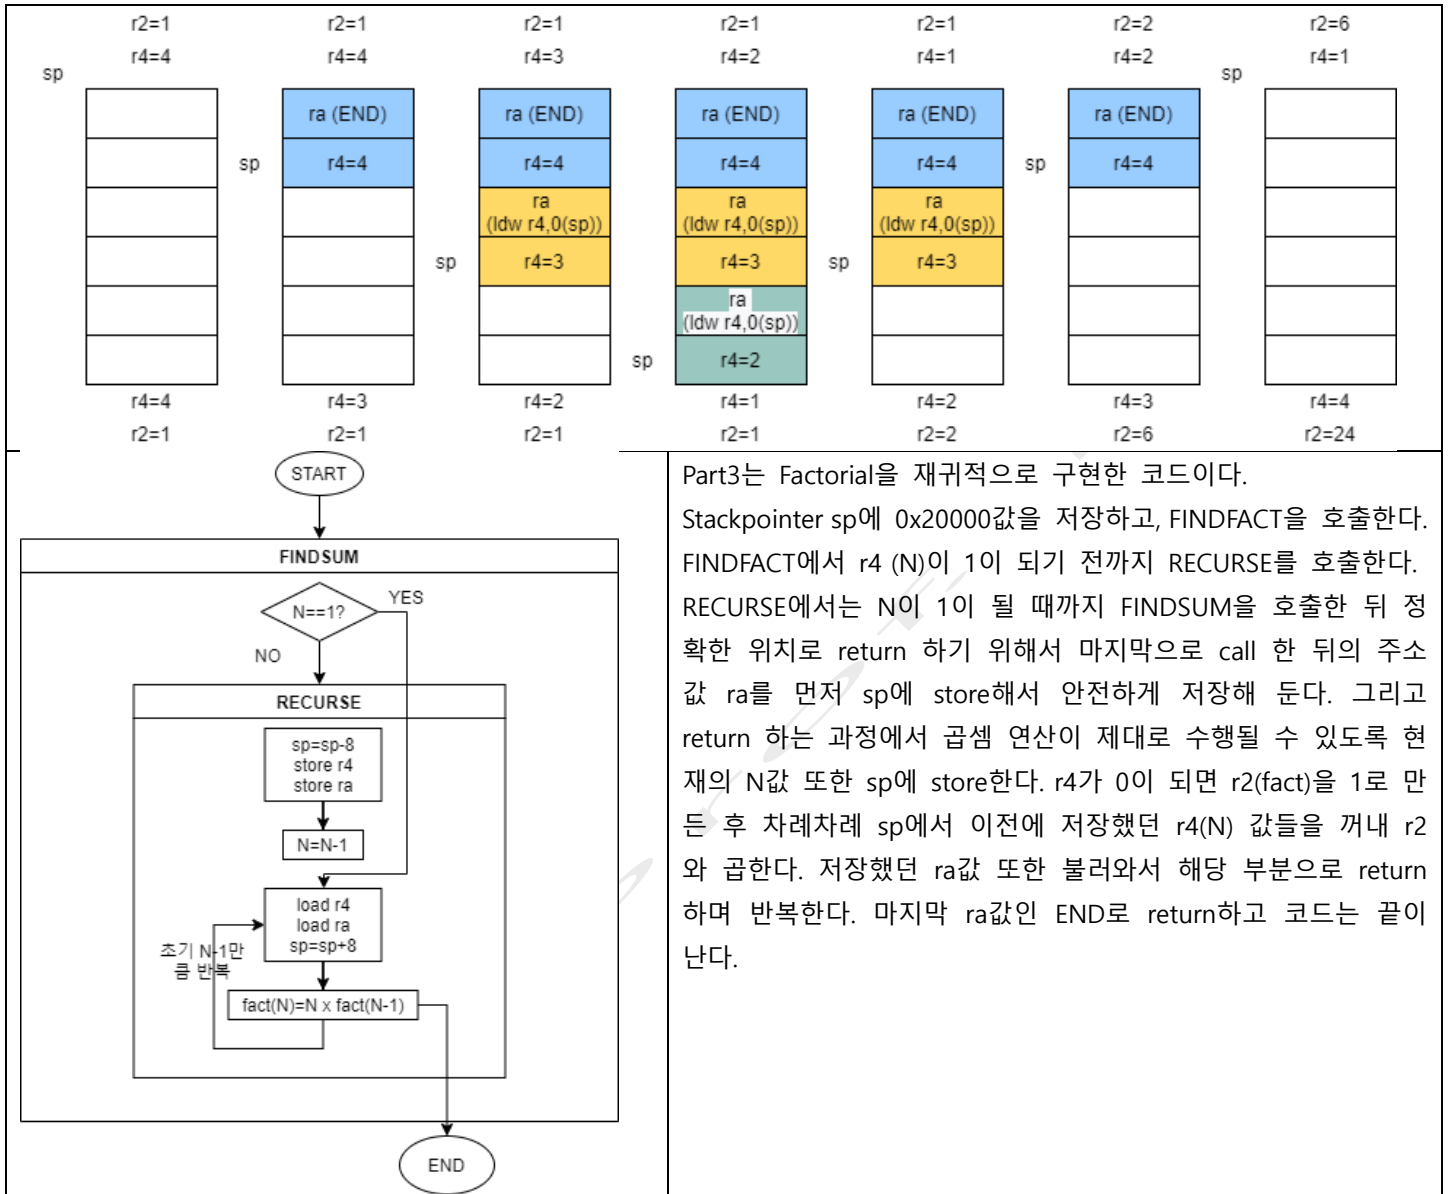 r2=1 r2=1 r2=1 r2=1 r2=1 r2=2 r2=6
r4=4 r4=4 r4=3 r4=2 r4=1 r4=2 r4=1
sp sp
ra (END) ra (END) ra (END) ra (END) ra (END)
sp r4=4 r4=4 r4=4 r4=4 sp r4=4
ra ra ra
(ldw r4,0(sp)) (ldw r4,0(sp)) (ldw r4,0(sp))
sp r4=3 r4=3 sp r4=3
ra
(ldw r4,0(sp))
sp r4=2
r4=4 r4=3 r4=2 r4=1 r4=2 r4=3 r4=4
r2=1 r2=1 r2=1 r2=1 r2=2 r2=6 r2=24
START
FINDSUM
N==1?
YES
NO
RECURSE
sp=sp-8
store r4
store ra
N=N-1
load r4
load ra
sp=sp+8
초기 N-1만
큼 반복
fact(N)=N x fact(N-1)
END
Part3는 Factorial을 재귀적으로 구현한 코드이다.
Stackpointer sp에 0x20000값을 저장하고, FINDFACT을 호출한다.
FINDFACT에서 r4 (N)이 1이 되기 전까지 RECURSE를 호출한다.
RECURSE에서는 N이 1이 될 때까지 FINDSUM을 호출한 뒤 정
확한 위치로 return 하기 위해서 마지막으로 call 한 뒤의 주소
값 ra를 먼저 sp에 store해서 안전하게 저장해 둔다. 그리고
return 하는 과정에서 곱셈 연산이 제대로 수행될 수 있도록 현
재의 N값 또한 sp에 store한다. r4가 0이 되면 r2(fact)을 1로 만
든 후 차례차례 sp에서 이전에 저장했던 r4(N) 값들을 꺼내 r2
와 곱한다. 저장했던 ra값 또한 불러와서 해당 부분으로 return
하며 반복한다. 마지막 ra값인 END로 return하고 코드는 끝이
난다.